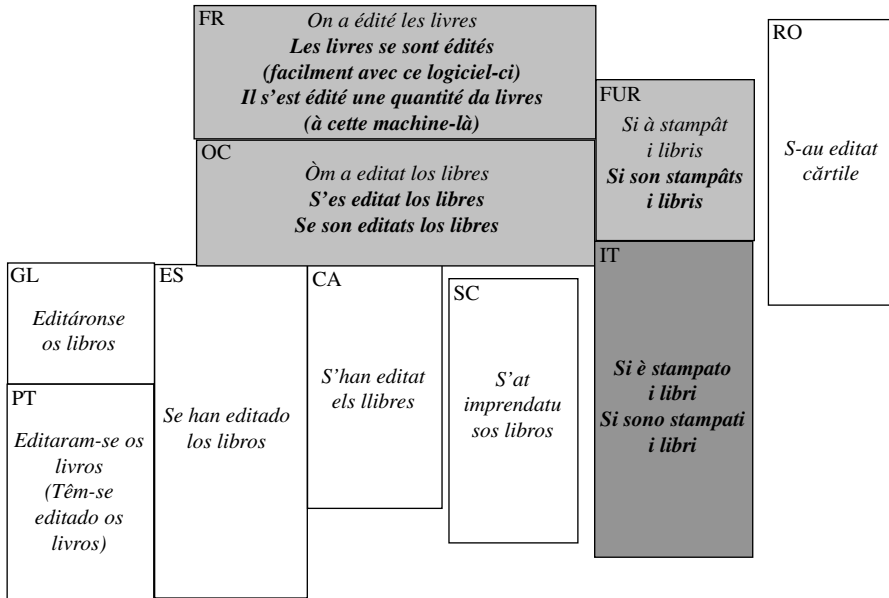 FR
On a édité les livres
Les livres se sont édités
(facilment avec ce logiciel-ci)
Il s'est édité une quantité da livres
(à cette machine-là)
RO
S-au editat
cărtile
FUR
Si à stampât
i libris
Si son stampâts
i libris
OC
Òm a editat los libres
S'es editat los libres
Se son editats los libres
GL
Editáronse
os libros
ES
Se han editado
los libros
CA
S'han editat
els llibres
SC
S'at
imprendatu
sos libros
IT
Si è stampato
i libri
Si sono stampati
i libri
PT
Editaram-se os
livros
(Têm-se
editado os
livros)